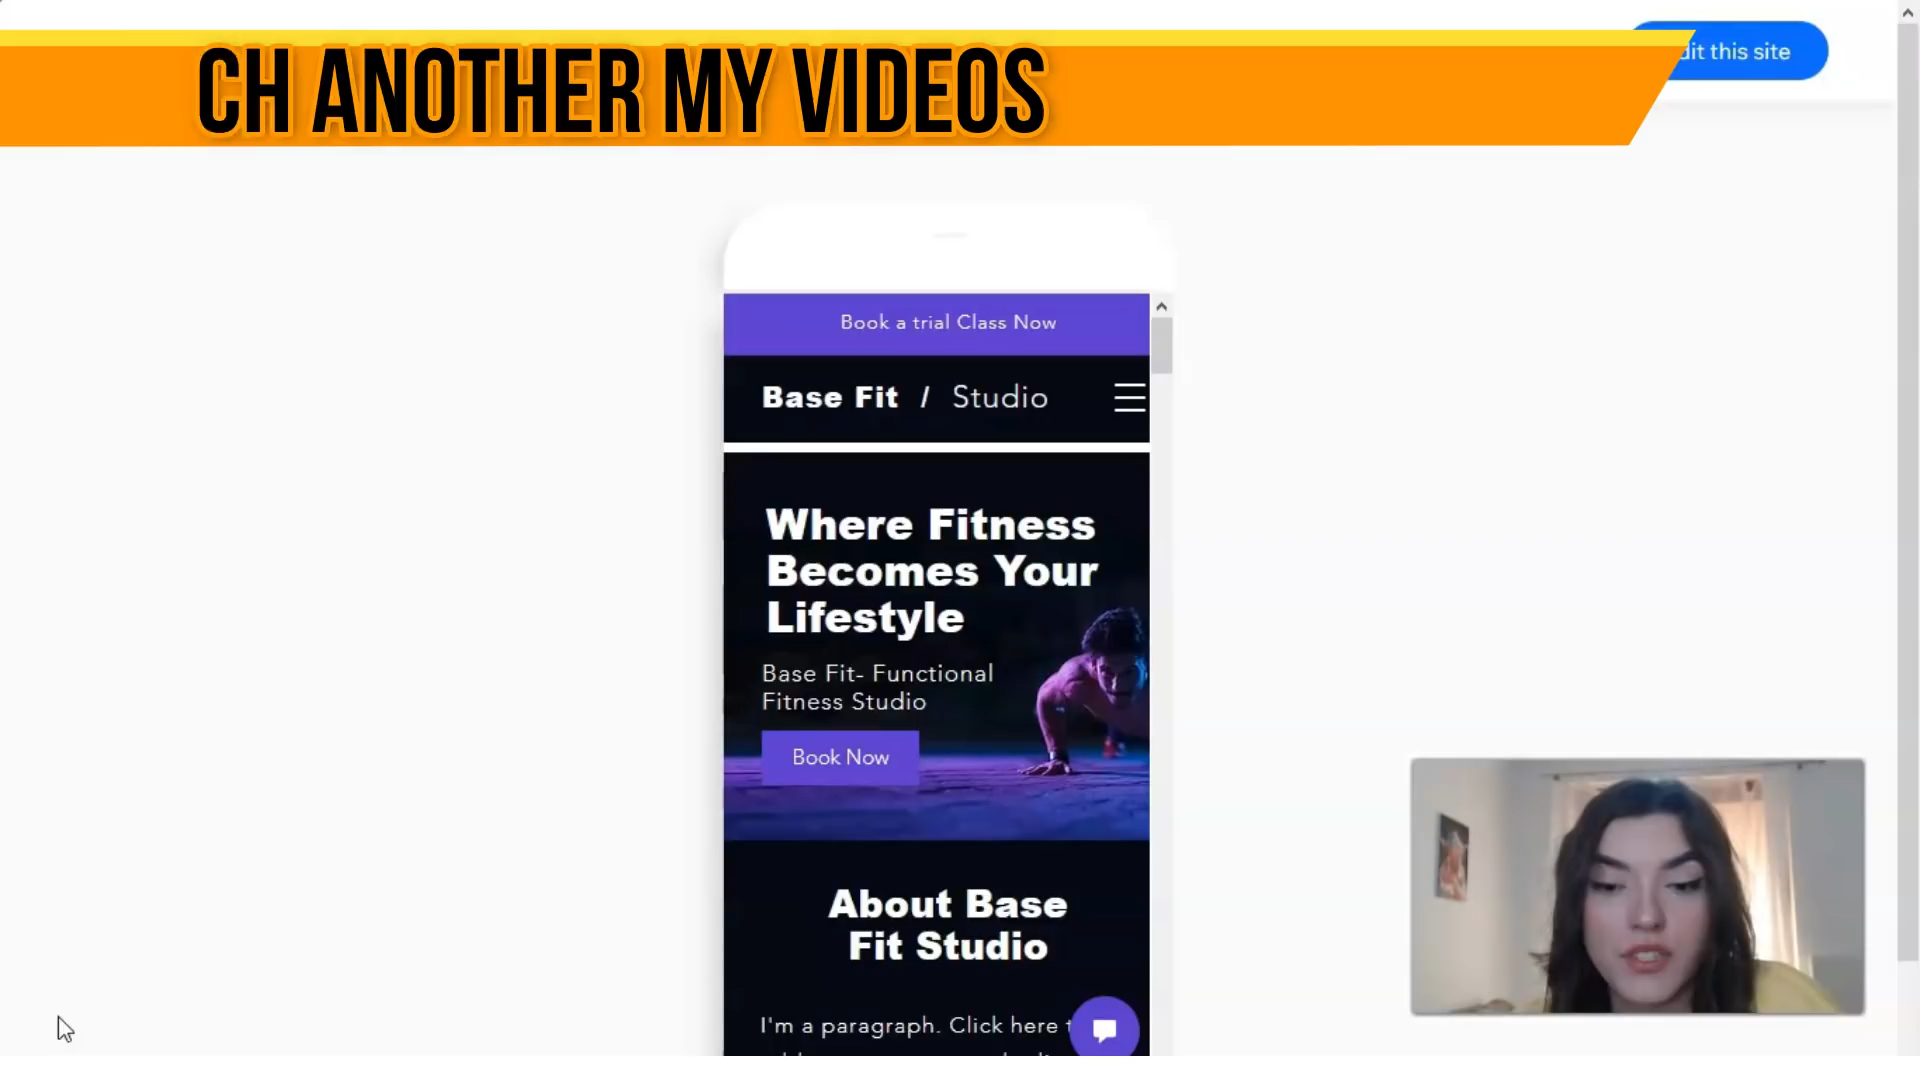 CH ANOTHER MY VIDEOS
dit this site
Book a trial Class Now
Base Fit / Studio
Where Fitness
Becomes Your
Lifestyle
Base Fit- Functional
Fitness Studio
Book Now
About Base
Fit Studio
I'm a paragraph. Click here